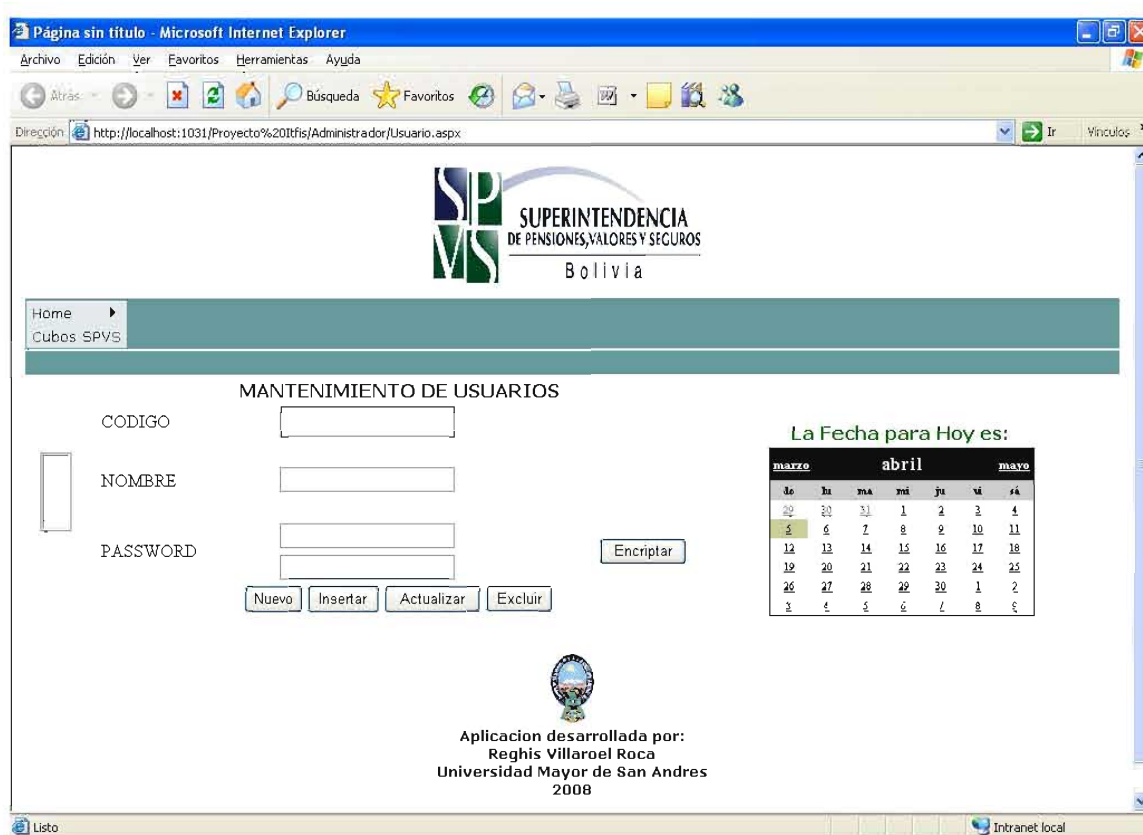 Página sin título - Microsoft Internet Explorer
Archivo Edición Ver Favoritos Herramientas Ayuda
Atrás Búsqueda Favoritos
Dirección http://localhost:1031/Proyecto%20Itfis/Administrador/Usuario.aspx Ir Vínculos
SPVS
SUPERINTENDENCIA
DE PENSIONES,VALORES Y SEGUROS
Bolivia
Home
Cubos SPVS
MANTENIMIENTO DE USUARIOS
CODIGO
NOMBRE
PASSWORD
Encriptar
Nuevo Insertar Actualizar Excluir
La Fecha para Hoy es:
marzo abril mayo
do lu ma mi ju vi sá
29 30 31 1 2 3 4
5 6 7 8 9 10 11
12 13 14 15 16 17 18
19 20 21 22 23 24 25
26 27 28 29 30 1 2
3 4 5 6 7 8 9
Aplicacion desarrollada por:
Reghis Villaroel Roca
Universidad Mayor de San Andres
2008
Listo Intranet local